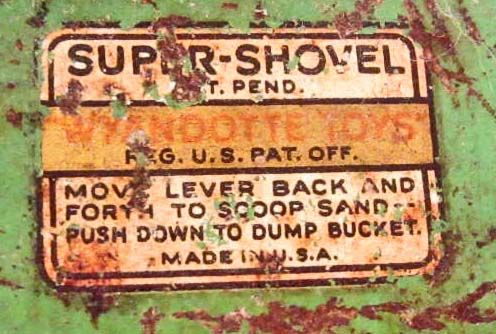 SUPER-SHOVEL
PAT. PEND.
"WYANDOTTE TOYS"
REG. U.S. PAT. OFF.
MOVE LEVER BACK AND
FORTH TO SCOOP SAND--
PUSH DOWN TO DUMP BUCKET.
MADE IN U.S.A.